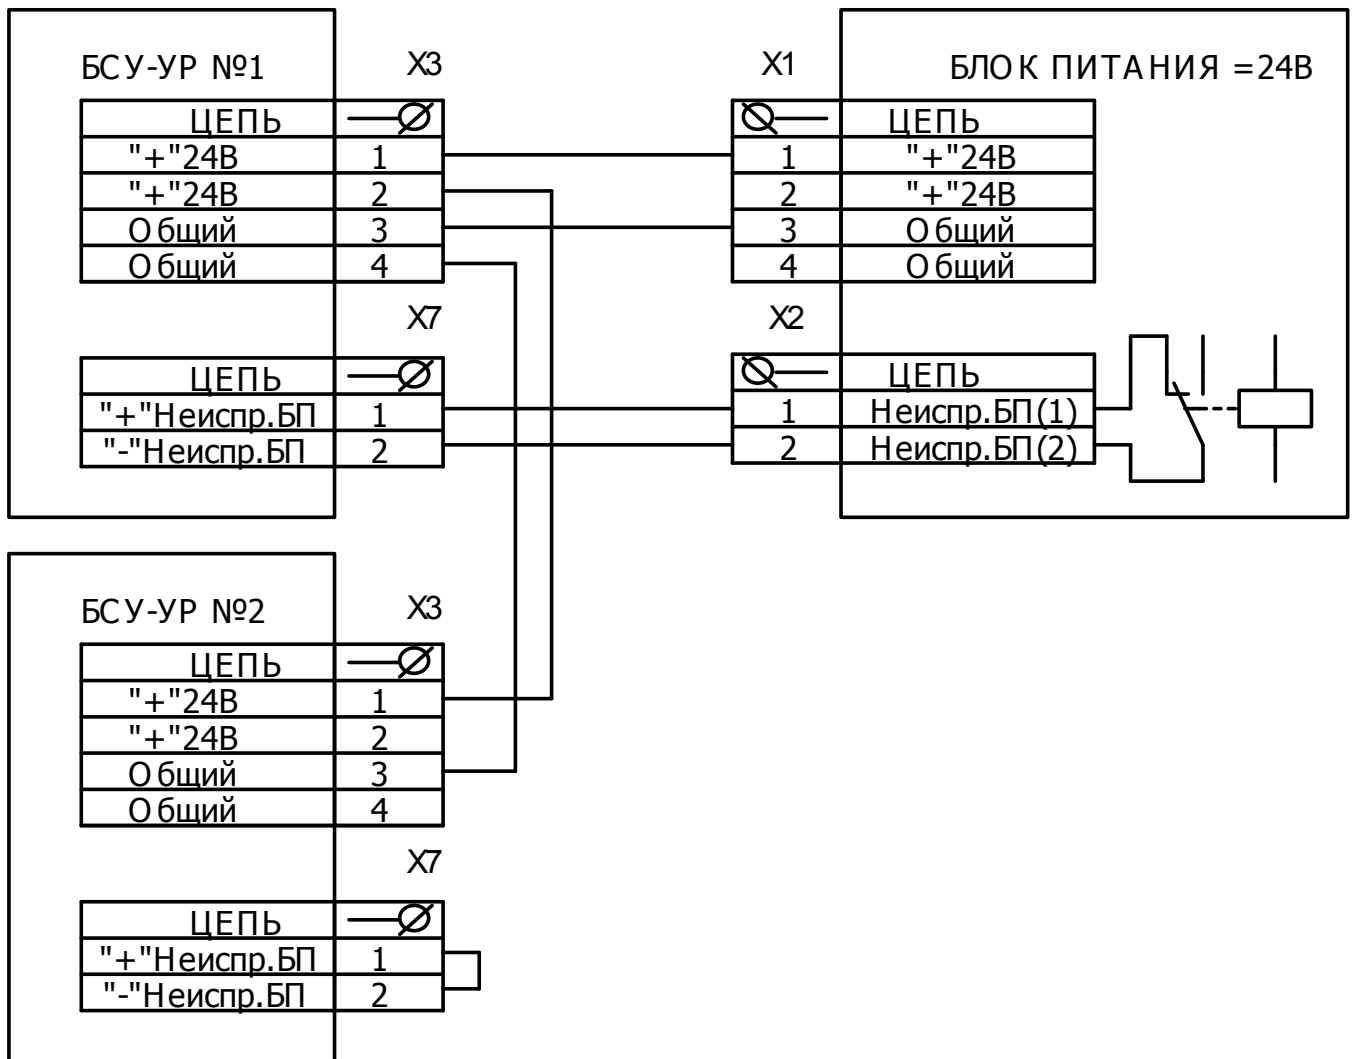 БСУ-УР №1
X3
ЦЕПЬ
"+"24В 1
"+"24В 2
Общий 3
Общий 4
X7
ЦЕПЬ
"+"Неиспр.БП 1
"-"Неиспр.БП 2
X1
БЛОК ПИТАНИЯ =24В
ЦЕПЬ
1 "+"24В
2 "+"24В
3 Общий
4 Общий
X2
ЦЕПЬ
1 Неиспр.БП(1)
2 Неиспр.БП(2)
БСУ-УР №2
X3
ЦЕПЬ
"+"24В 1
"+"24В 2
Общий 3
Общий 4
X7
ЦЕПЬ
"+"Неиспр.БП 1
"-"Неиспр.БП 2